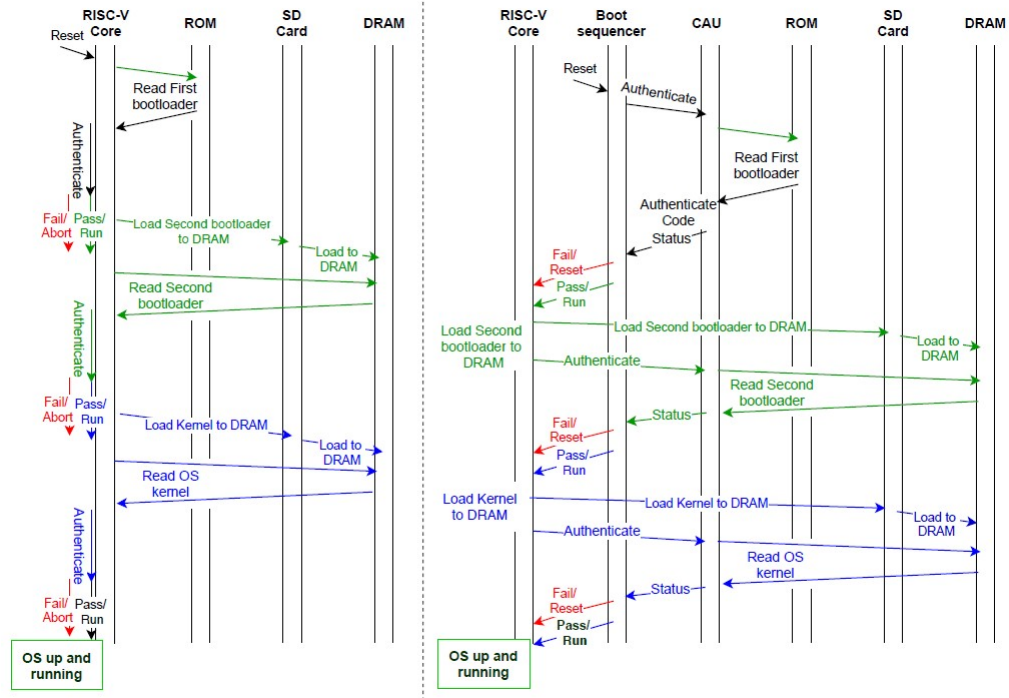 RISC-V
Core
ROM
SD
Card
DRAM
Reset
Read First
bootloader
Authenticate
Fail/
Abort
Pass/
Run
Load Second bootloader
to DRAM
Load to
DRAM
Read Second
bootloader
Authenticate
Fail/
Abort
Pass/
Run
Load Kernel to DRAM
Load to
DRAM
Read OS
kernel
Authenticate
Fail/
Abort
Pass/
Run
OS up and
running
RISC-V
Core
Boot
sequencer
CAU
ROM
SD
Card
DRAM
Reset
Authenticate
Read First
bootloader
Authenticate
Code
Status
Fail/
Reset
Pass/
Run
Load Second
bootloader to
DRAM
Load Second bootloader to DRAM
Load to
DRAM
Authenticate
Read Second
bootloader
Status
Fail/
Reset
Pass/
Run
Load Kernel
to DRAM
Load Kernel to DRAM
Load to
DRAM
Authenticate
Read OS
kernel
Status
Fail/
Reset
Pass/
Run
OS up and
running